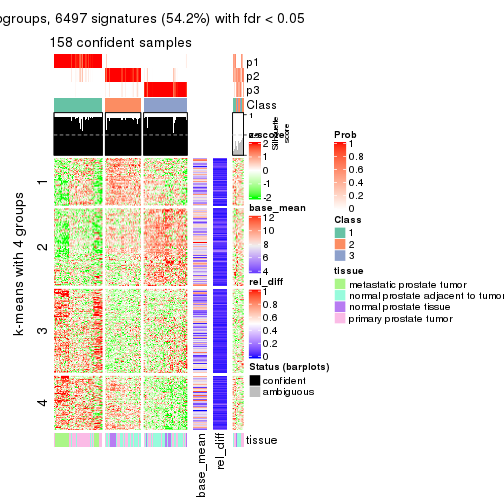 ogroups, 6497 signatures (54.2%) with fdr < 0.05
158 confident samples
p1
p2
p3
Class
1
Silhouette
score
z-score
2
1
0
-1
-2
base_mean
12
10
8
6
4
rel_diff
1
0.8
0.6
0.4
0.2
0
Status (barplots)
confident
ambiguous
Prob
1
0.8
0.6
0.4
0.2
0
Class
1
2
3
tissue
metastatic prostate tumor
normal prostate adjacent to tumor
normal prostate tissue
primary prostate tumor
k-means with 4 groups
1
2
3
4
base_mean
rel_diff
tissue